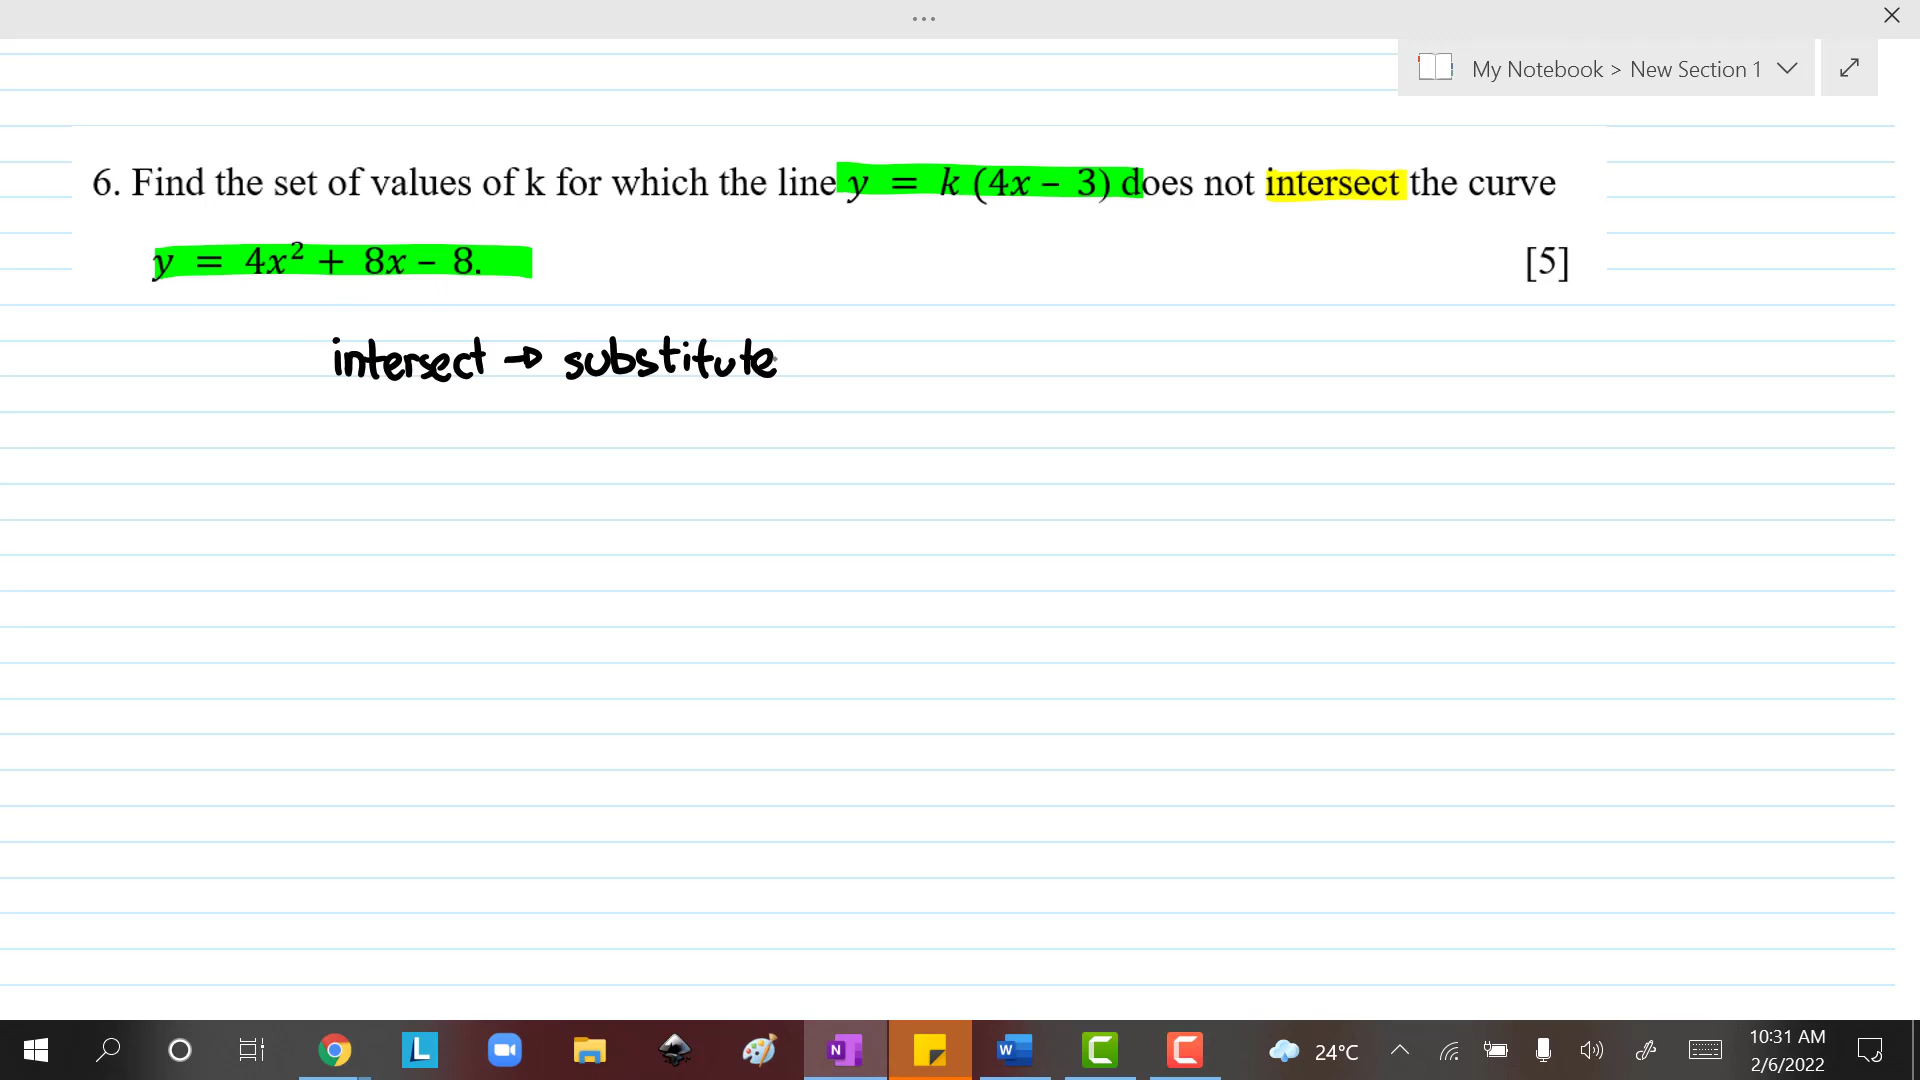 My Notebook > New Section 1
6. Find the set of values of k for which the line y = k (4x – 3) does not intersect the curve
y = 4x² + 8x – 8.
[5]
intersect → substitute
24°C
10:31 AM
2/6/2022